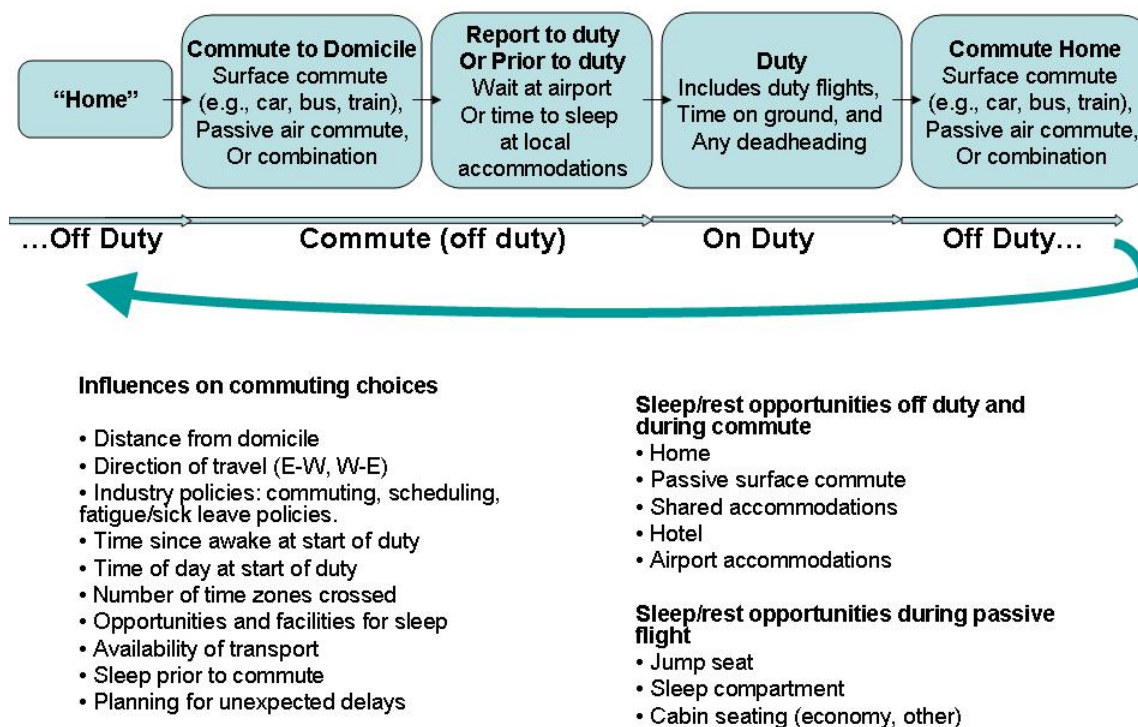 “Home”
Commute to Domicile
Surface commute
(e.g., car, bus, train),
Passive air commute,
Or combination
Report to duty
Or Prior to duty
Wait at airport
Or time to sleep
at local
accommodations
Duty
Includes duty flights,
Time on ground, and
Any deadheading
Commute Home
Surface commute
(e.g., car, bus, train),
Passive air commute,
Or combination
…Off Duty
Commute (off duty)
On Duty
Off Duty…
Influences on commuting choices
• Distance from domicile
• Direction of travel (E-W, W-E)
• Industry policies: commuting, scheduling,
fatigue/sick leave policies.
• Time since awake at start of duty
• Time of day at start of duty
• Number of time zones crossed
• Opportunities and facilities for sleep
• Availability of transport
• Sleep prior to commute
• Planning for unexpected delays
Sleep/rest opportunities off duty and
during commute
• Home
• Passive surface commute
• Shared accommodations
• Hotel
• Airport accommodations
Sleep/rest opportunities during passive
flight
• Jump seat
• Sleep compartment
• Cabin seating (economy, other)